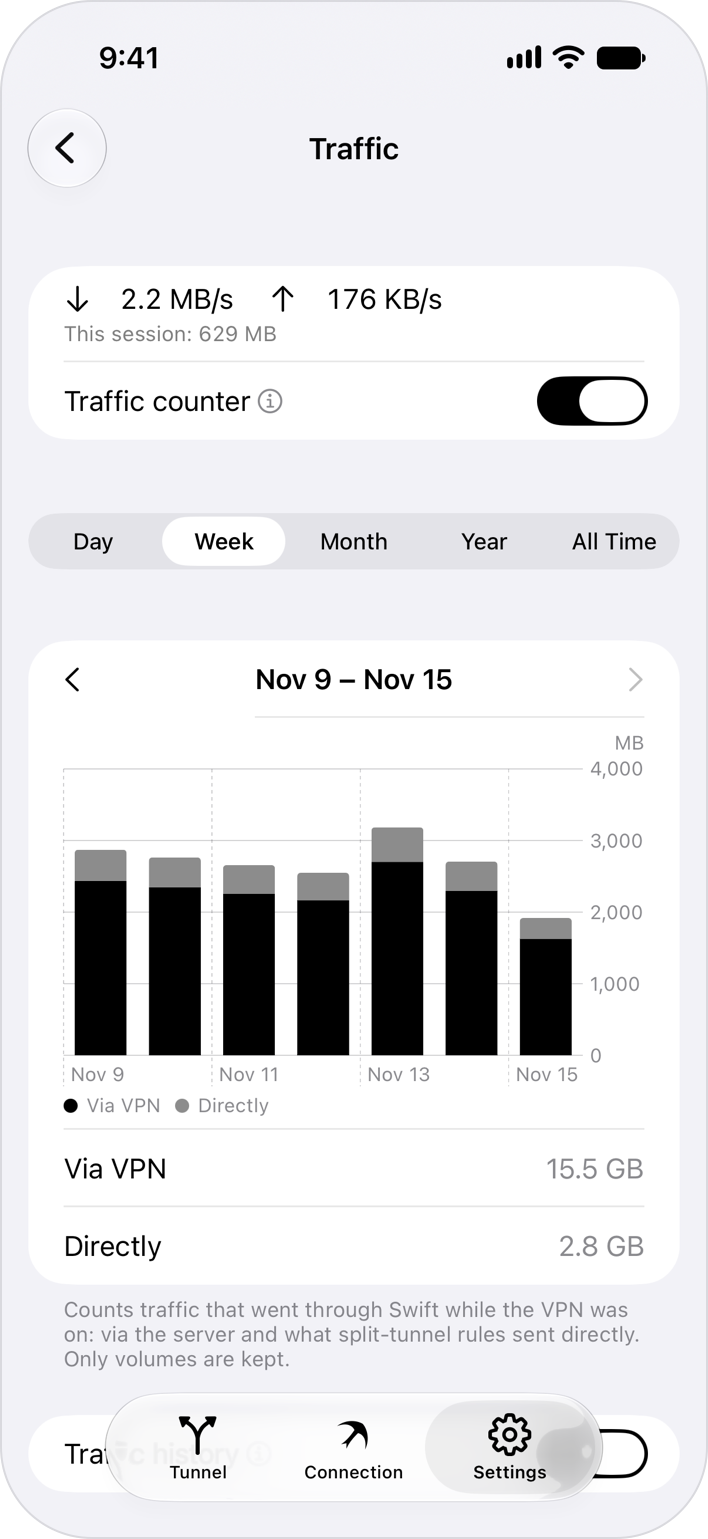 9:41
Traffic
2.2 MB/s 176 KB/s
This session: 629 MB
Traffic counter
Day Week Month Year All Time
Nov 9 – Nov 15
MB
4,000
3,000
2,000
1,000
0
Nov 9 Nov 11 Nov 13 Nov 15
Via VPN Directly
Via VPN 15.5 GB
Directly 2.8 GB
Counts traffic that went through Swift while the VPN was
on: via the server and what split-tunnel rules sent directly.
Only volumes are kept.
Traffic history
Tunnel Connection Settings